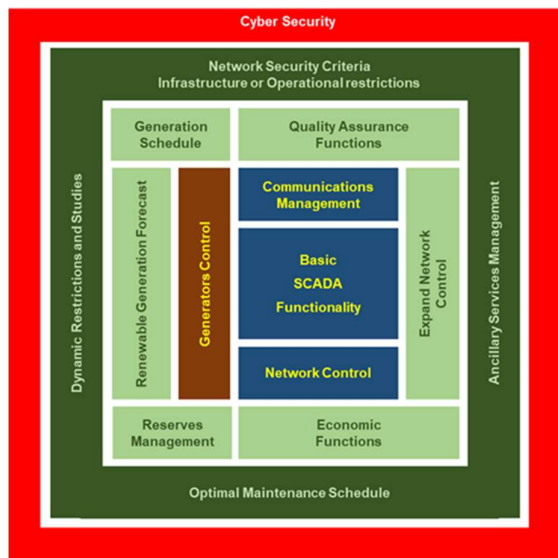 Cyber Security
Network Security Criteria
Infrastructure or Operational restrictions
Generation
Schedule
Quality Assurance
Functions
Dynamic Restrictions and Studies
Renewable Generation Forecast
Generators Control
Communications
Management
Basic
SCADA
Functionality
Network Control
Expand Network
Control
Ancillary Services Management
Reserves
Management
Economic
Functions
Optimal Maintenance Schedule